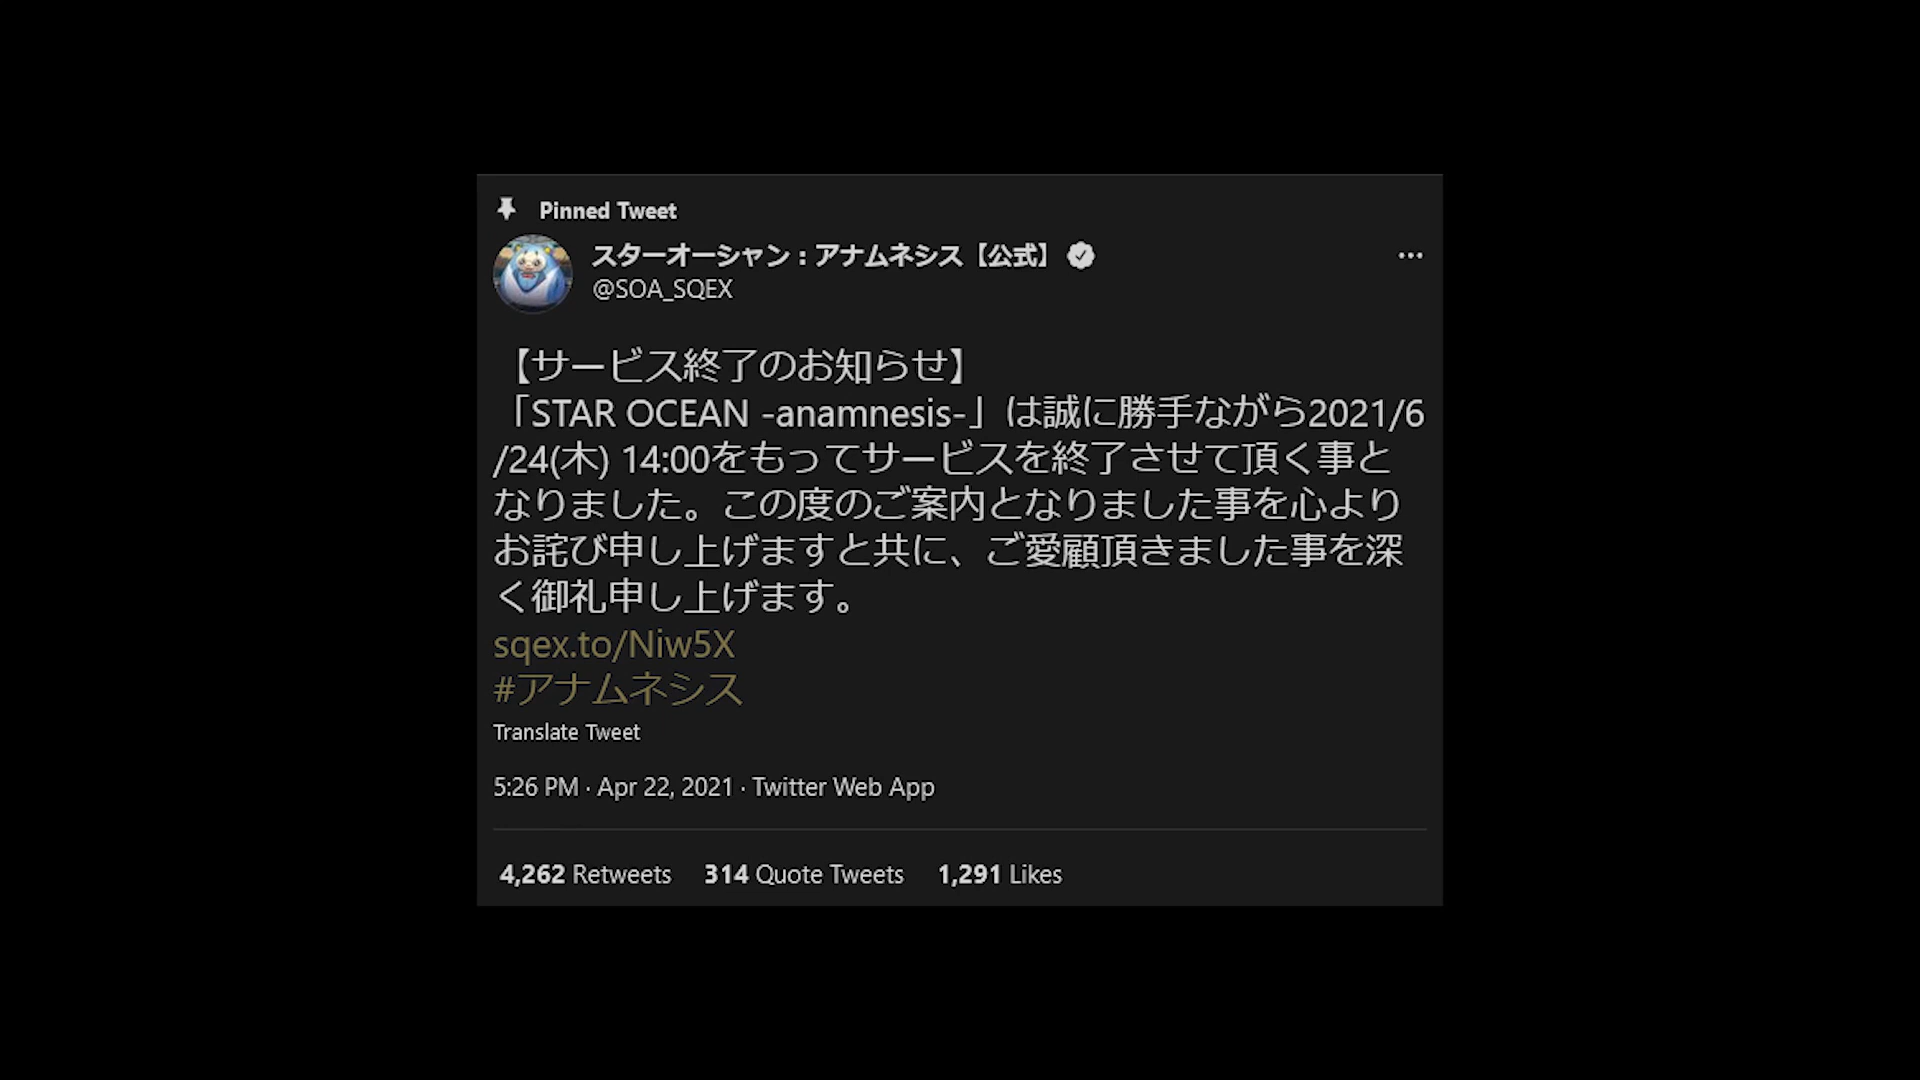 Pinned Tweet
スターオーシャン：アナムネシス【公式】
@SOA_SQEX
【サービス終了のお知らせ】
「STAR OCEAN -anamnesis-」は誠に勝手ながら2021/6
/24(木) 14:00をもってサービスを終了させて頂く事と
なりました。この度のご案内となりました事を心より
お詫び申し上げますと共に、ご愛顧頂きました事を深
く御礼申し上げます。
sqex.to/Niw5X
#アナムネシス
Translate Tweet
5:26 PM · Apr 22, 2021 · Twitter Web App
4,262 Retweets 314 Quote Tweets 1,291 Likes